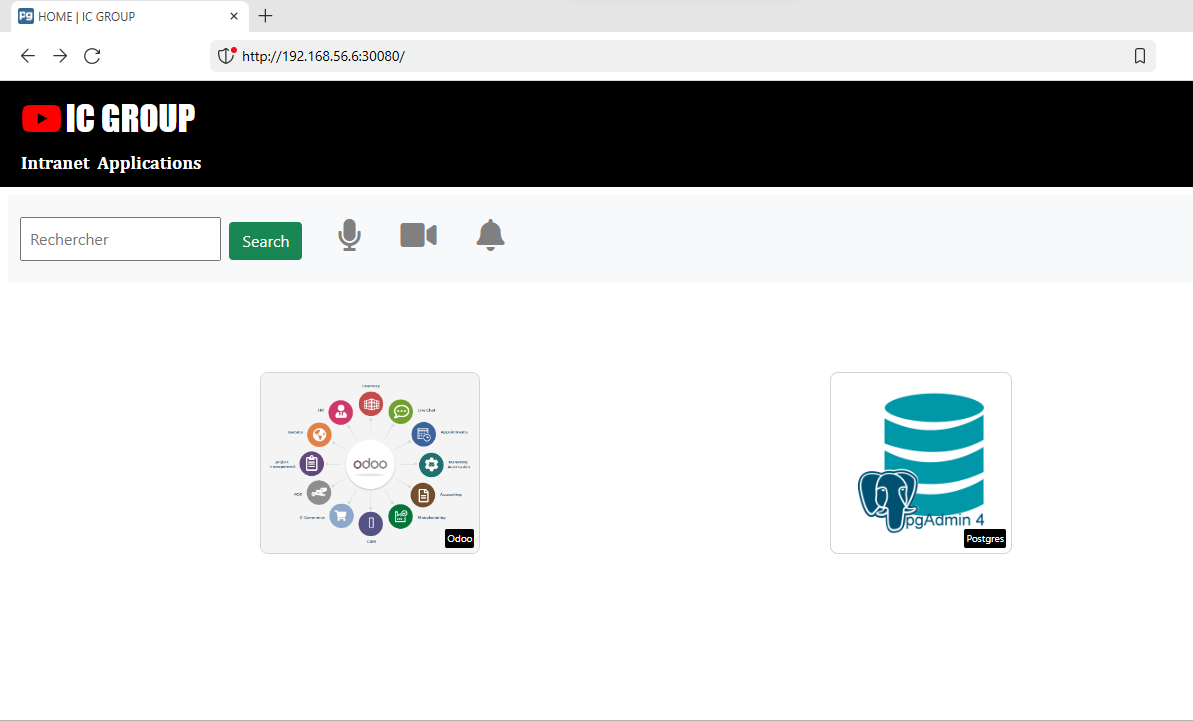 pg HOME | IC GROUP
http://192.168.56.6:30080/
IC GROUP
Intranet Applications
Rechercher
Search
Inventory
HR
Live Chat
Appointments
project
management
odoo
Marketing
Automation
POS
Accounting
E-Commerce
Manufacturing
CRM
Odoo
pgAdmin 4
Postgres